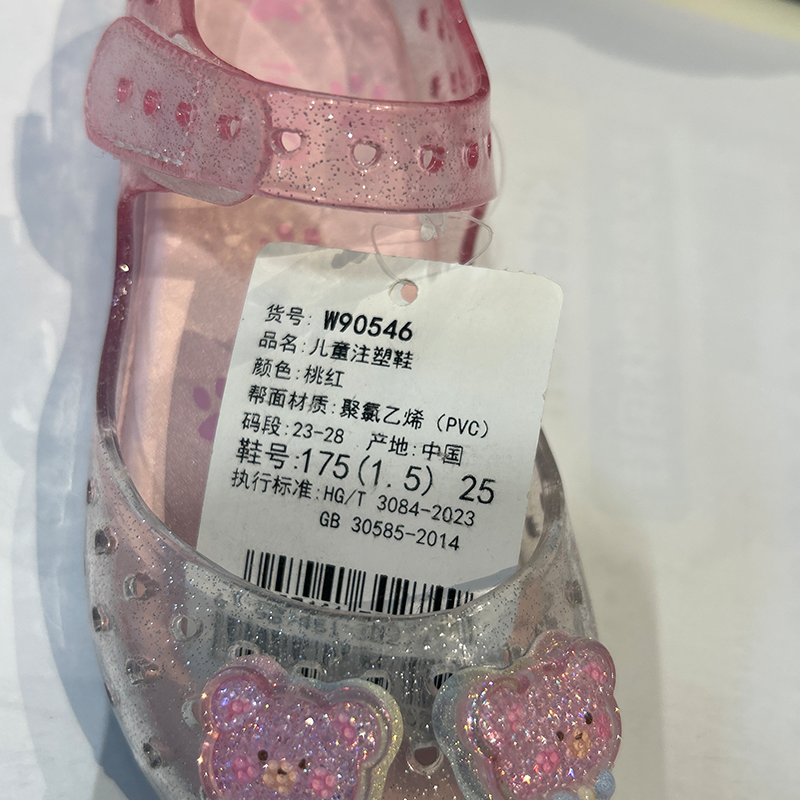 货号: W90546
品名:儿童注塑鞋
颜色:桃红
帮面材质:聚氯乙烯(PVC)
码段:23-28 产地:中国
鞋号:175(1.5) 25
执行标准:HG/T 3084-2023
GB 30585-2014